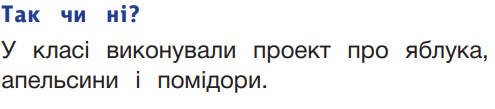 Так чи ні?
У класі виконували проект про яблука,
апельсини і помідори.